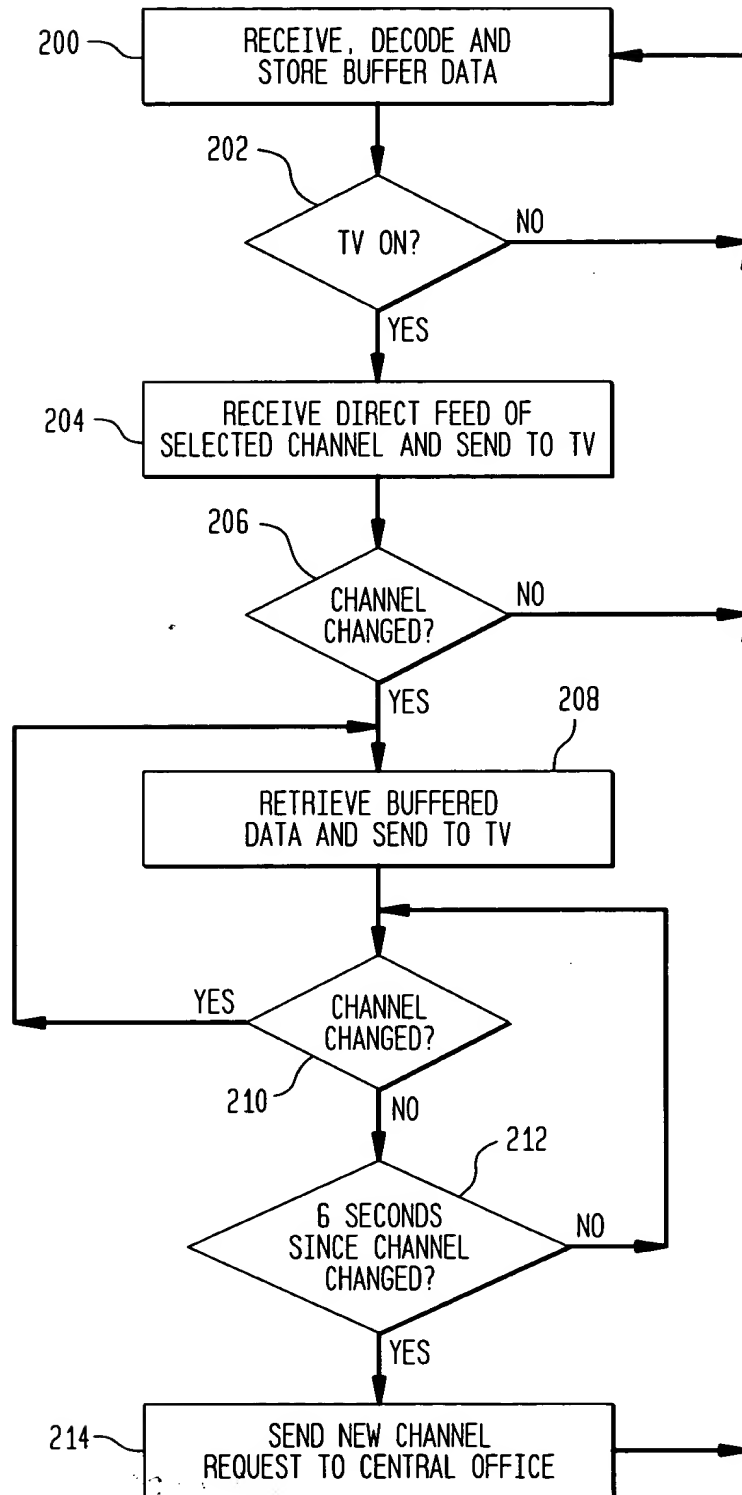 200
RECEIVE, DECODE AND
STORE BUFFER DATA
202
TV ON?
NO
YES
204
RECEIVE DIRECT FEED OF
SELECTED CHANNEL AND SEND TO TV
206
CHANNEL
CHANGED?
NO
YES
208
RETRIEVE BUFFERED
DATA AND SEND TO TV
YES
CHANNEL
CHANGED?
210
NO
212
6 SECONDS
SINCE CHANNEL
CHANGED?
NO
YES
214
SEND NEW CHANNEL
REQUEST TO CENTRAL OFFICE